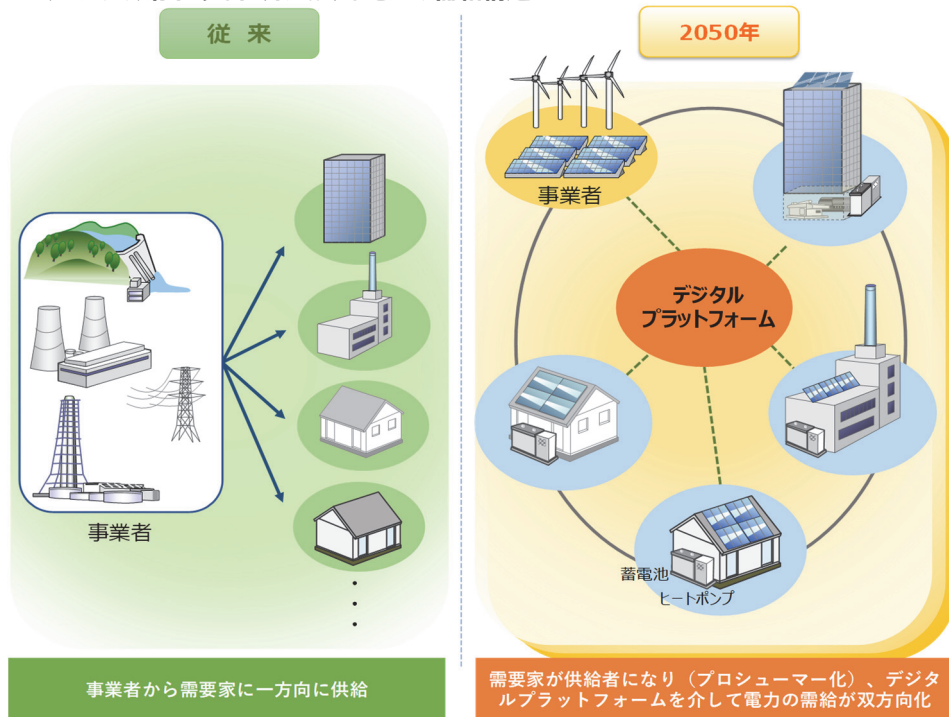 従 来
2050年
事業者
事業者
デジタル
プラットフォーム
蓄電池
ヒートポンプ
事業者から需要家に一方向に供給
需要家が供給者になり（プロシューマー化）、デジ
タルプラットフォームを介して電力の需給が双方向化